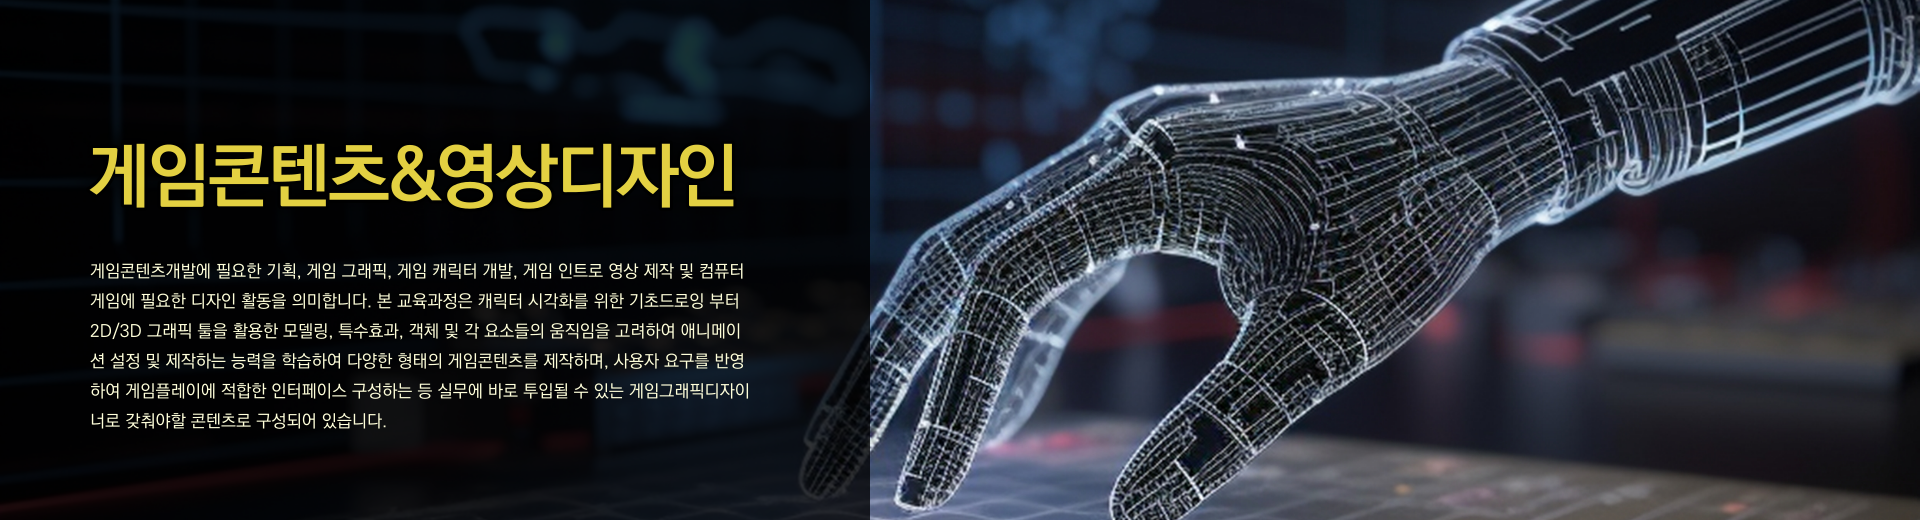 게임콘텐츠&영상디자인
게임콘텐츠개발에 필요한 기획, 게임 그래픽, 게임 캐릭터 개발, 게임 인트로 영상 제작 및 컴퓨터
게임에 필요한 디자인 활동을 의미합니다. 본 교육과정은 캐릭터 시각화를 위한 기초드로잉 부터
2D/3D 그래픽 툴을 활용한 모델링, 특수효과, 객체 및 각 요소들의 움직임을 고려하여 애니메이
션 설정 및 제작하는 능력을 학습하여 다양한 형태의 게임콘텐츠를 제작하며, 사용자 요구를 반영
하여 게임플레이에 적합한 인터페이스 구성하는 등 실무에 바로 투입될 수 있는 게임그래픽디자이
너로 갖춰야할 콘텐츠로 구성되어 있습니다.